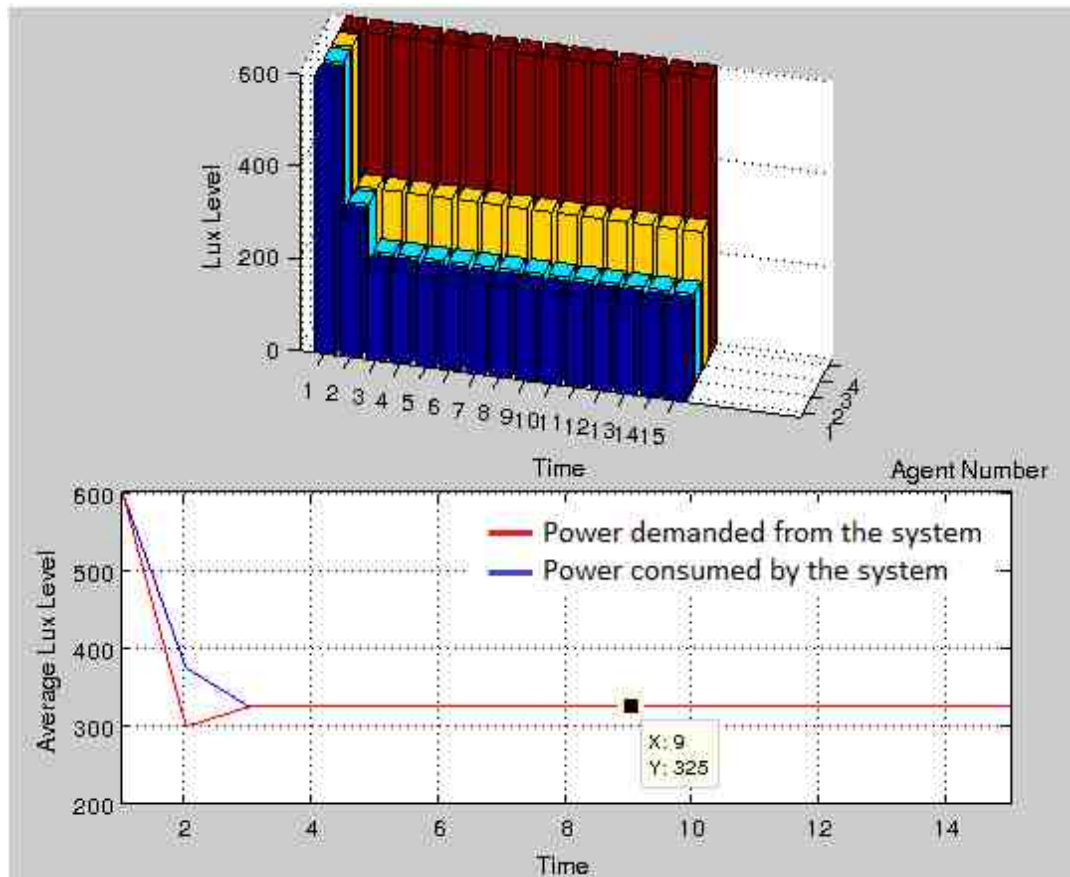 600
400
200
0
Lux Level
1 2 3 4 5 6 7 8 9 10 11 12 13 14 15
Time
4
3
2
1
Agent Number
600
500
400
300
200
Average Lux Level
Power demanded from the system
Power consumed by the system
X: 9
Y: 325
2 4 6 8 10 12 14
Time